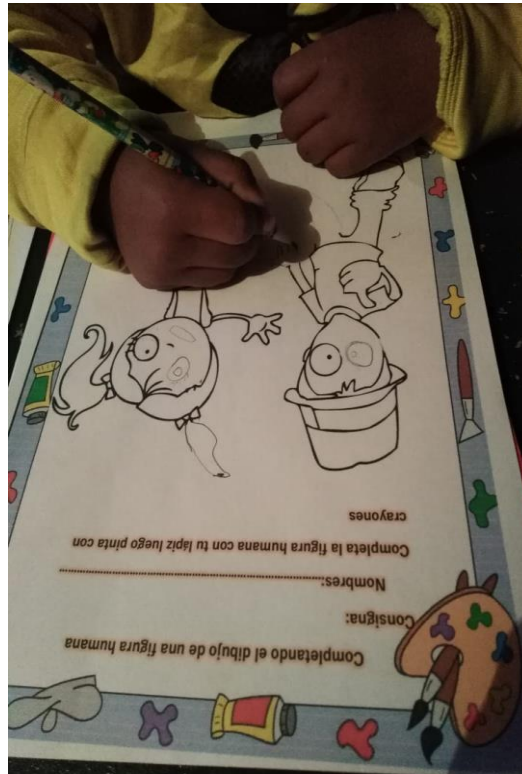 Completando el dibujo de una figura humana
Consigna:
Nombres:......................................................................
Completa la figura humana con tu lápiz luego pinta con
crayones